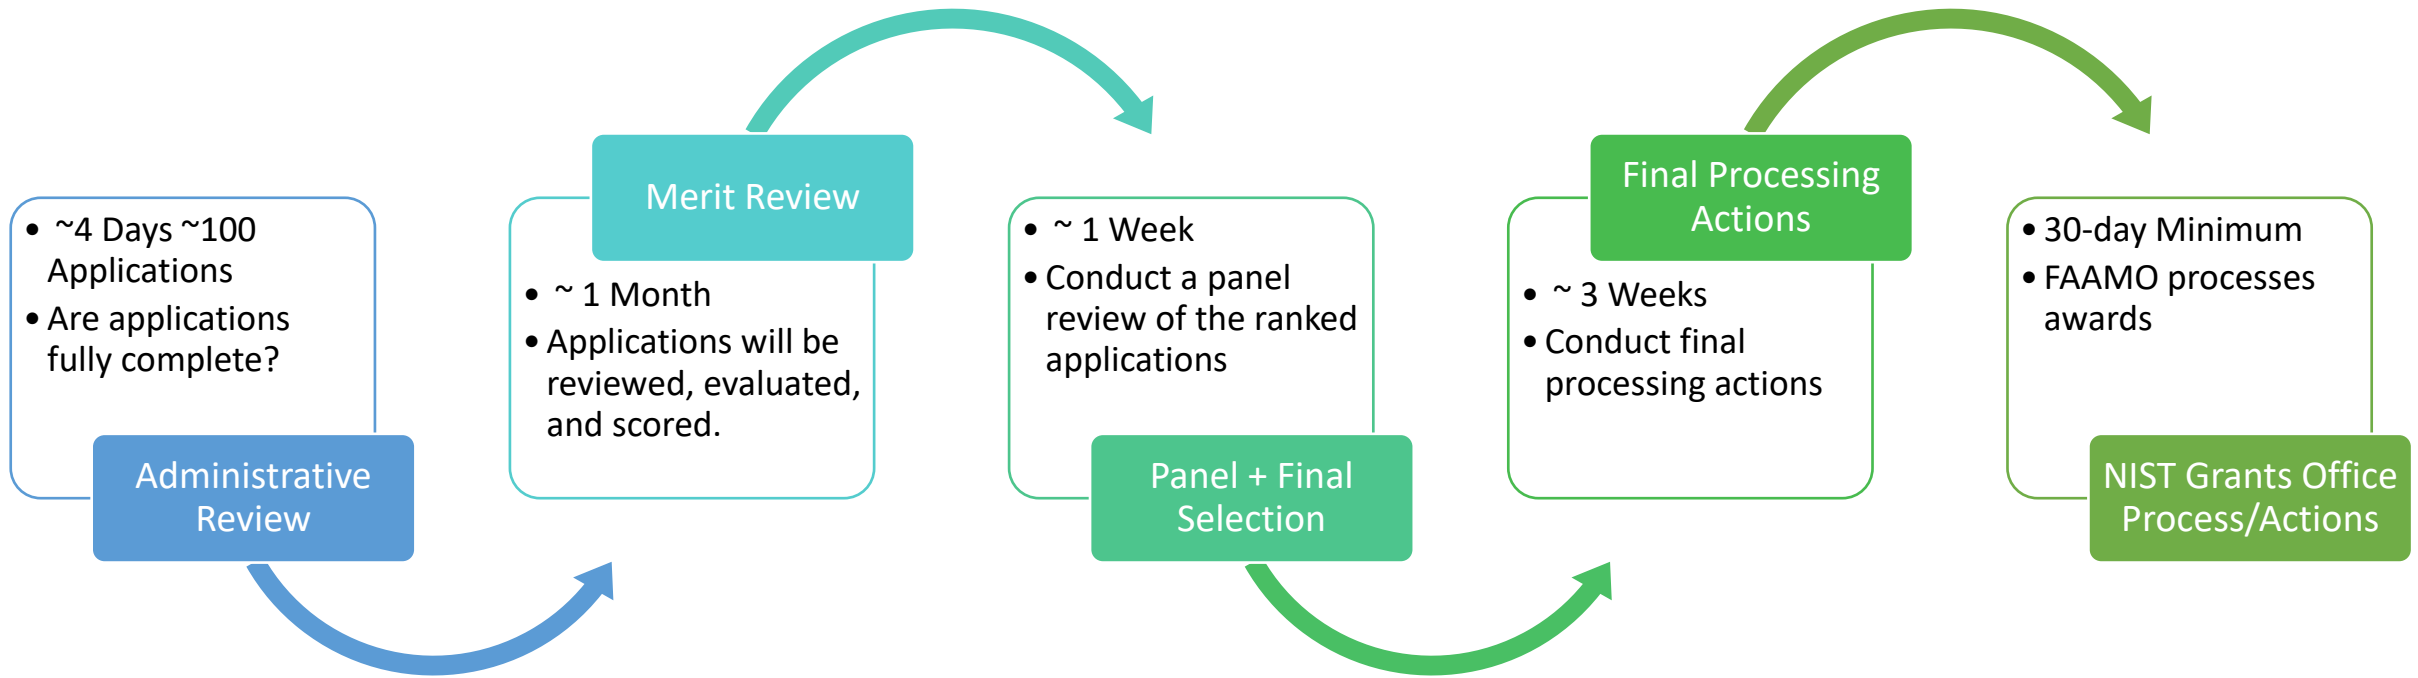 • ~4 Days ~100
Applications
• Are applications
fully complete?
Administrative
Review
Merit Review
• ~ 1 Month
• Applications will be
reviewed, evaluated,
and scored.
• ~ 1 Week
• Conduct a panel
review of the ranked
applications
Panel + Final
Selection
Final Processing
Actions
• ~ 3 Weeks
• Conduct final
processing actions
• 30-day Minimum
• FAAMO processes
awards
NIST Grants Office
Process/Actions